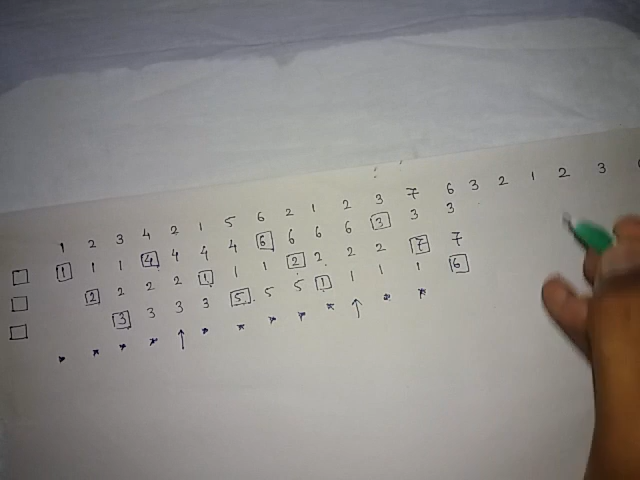 1 2 3 4 2 1 5 6 2 1 2 3 7 6 3 2 1 2 3
1 1 1 4 4 4 4 6 6 6 6 3 3 3
2 2 2 2 1 1 1 2 2 2 2 7 7
3 3 3 3 5 5 5 1 1 1 1 6
* * * * ↑ * * * * * ↑ * *